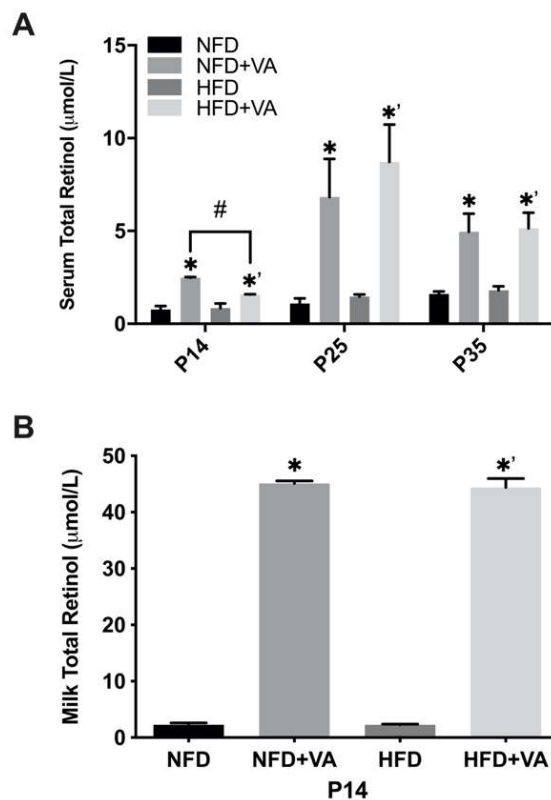 A
Serum Total Retinol (μmol/L)
15
10
5
0
NFD
NFD+VA
HFD
HFD+VA
#
*
*’
*
*’
*
*’
P14
P25
P35
B
Milk Total Retinol (μmol/L)
50
40
30
20
10
0
*
*’
NFD
NFD+VA
HFD
HFD+VA
P14